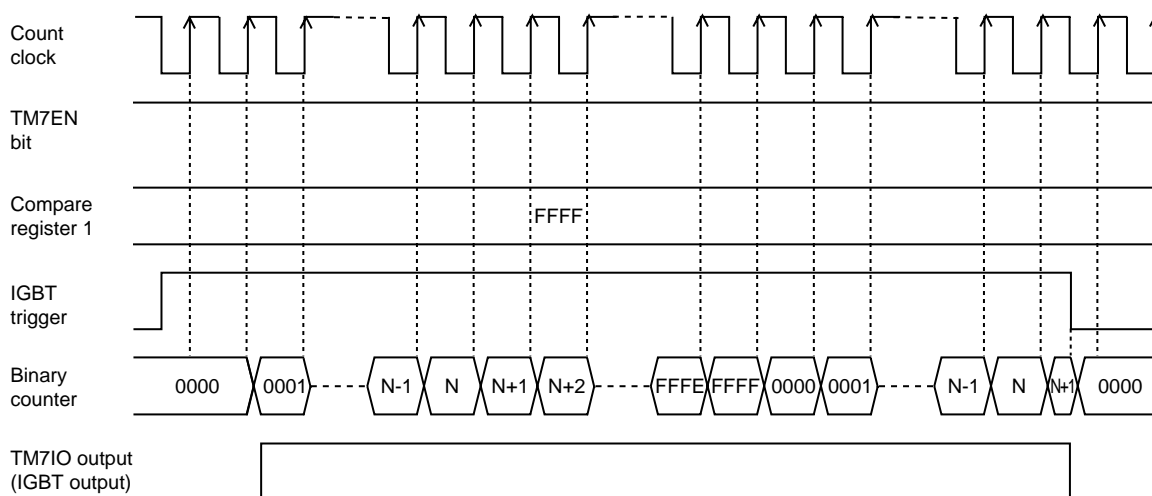 Count
clock
TM7EN
bit
Compare
register 1
FFFF
IGBT
trigger
Binary
counter
0000 0001 N-1 N N+1 N+2 FFFE FFFF 0000 0001 N-1 N N+1 0000
TM7IO output
(IGBT output)